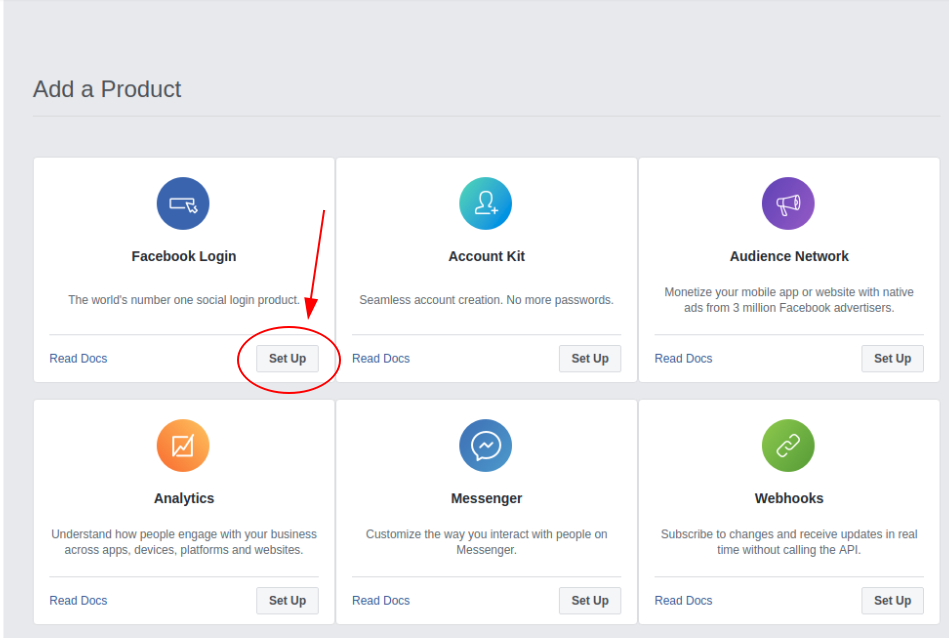 Add a Product
Facebook Login
The world's number one social login product.
Read Docs
Set Up
Account Kit
Seamless account creation. No more passwords.
Read Docs
Set Up
Audience Network
Monetize your mobile app or website with native
ads from 3 million Facebook advertisers.
Read Docs
Set Up
Analytics
Understand how people engage with your business
across apps, devices, platforms and websites.
Read Docs
Set Up
Messenger
Customize the way you interact with people on
Messenger.
Read Docs
Set Up
Webhooks
Subscribe to changes and receive updates in real
time without calling the API.
Read Docs
Set Up